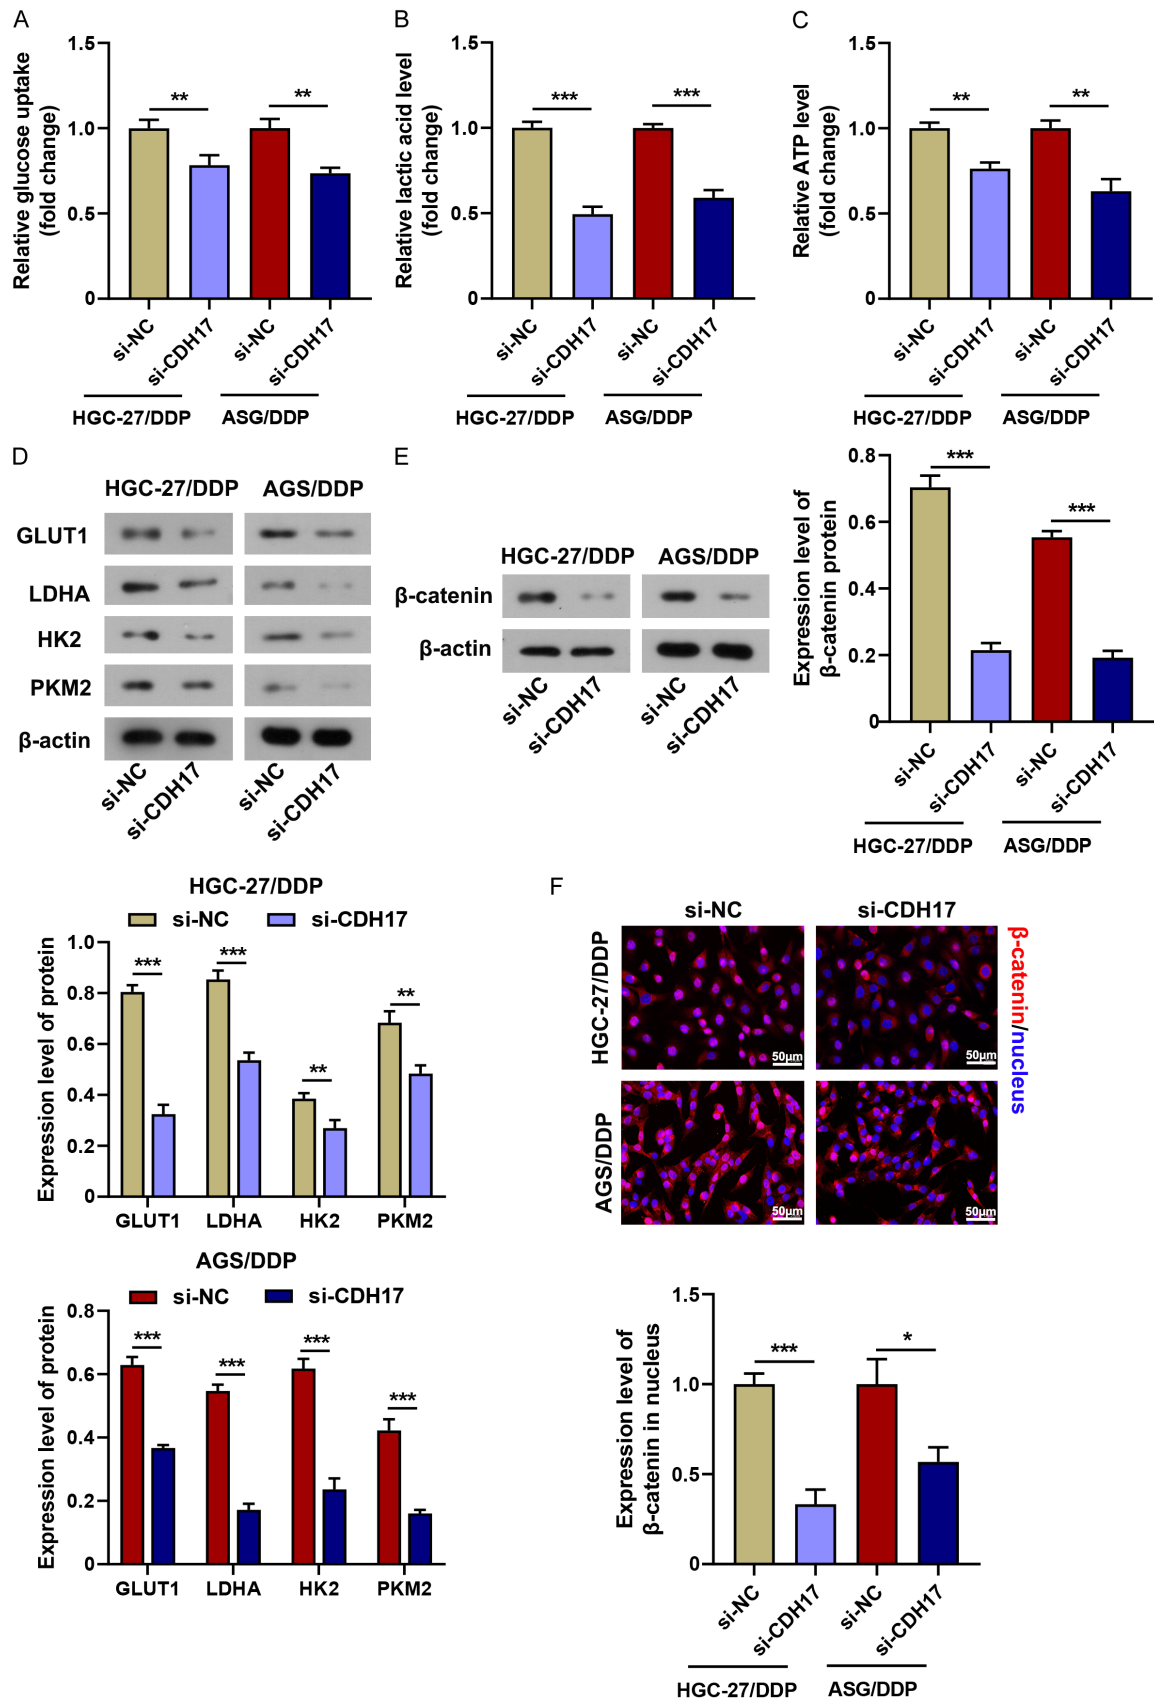 A
Relative glucose uptake
(fold change)
1.5
1.0
0.5
0
**
**
si-NC
si-CDH17
si-NC
si-CDH17
HGC-27/DDP
ASG/DDP
B
Relative lactic acid level
(fold change)
1.5
1.0
0.5
0
***
***
si-NC
si-CDH17
si-NC
si-CDH17
HGC-27/DDP
ASG/DDP
C
Relative ATP level
(fold change)
1.5
1.0
0.5
0
**
**
si-NC
si-CDH17
si-NC
si-CDH17
HGC-27/DDP
ASG/DDP
D
HGC-27/DDP
AGS/DDP
GLUT1
LDHA
HK2
PKM2
β-actin
si-NC
si-CDH17
si-NC
si-CDH17
HGC-27/DDP
si-NC
si-CDH17
Expression level of protein
1.0
0.8
0.6
0.4
0.2
0
***
***
**
**
GLUT1
LDHA
HK2
PKM2
AGS/DDP
si-NC
si-CDH17
Expression level of protein
0.8
0.6
0.4
0.2
0
***
***
***
***
GLUT1
LDHA
HK2
PKM2
E
HGC-27/DDP
AGS/DDP
β-catenin
β-actin
si-NC
si-CDH17
si-NC
si-CDH17
Expression level of
β-catenin protein
0.8
0.6
0.4
0.2
0
***
***
si-NC
si-CDH17
si-NC
si-CDH17
HGC-27/DDP
ASG/DDP
F
si-NC
si-CDH17
HGC-27/DDP
AGS/DDP
50μm
50μm
50μm
50μm
β-catenin/nucleus
Expression level of
β-catenin in nucleus
1.5
1.0
0.5
0
***
*
si-NC
si-CDH17
si-NC
si-CDH17
HGC-27/DDP
ASG/DDP